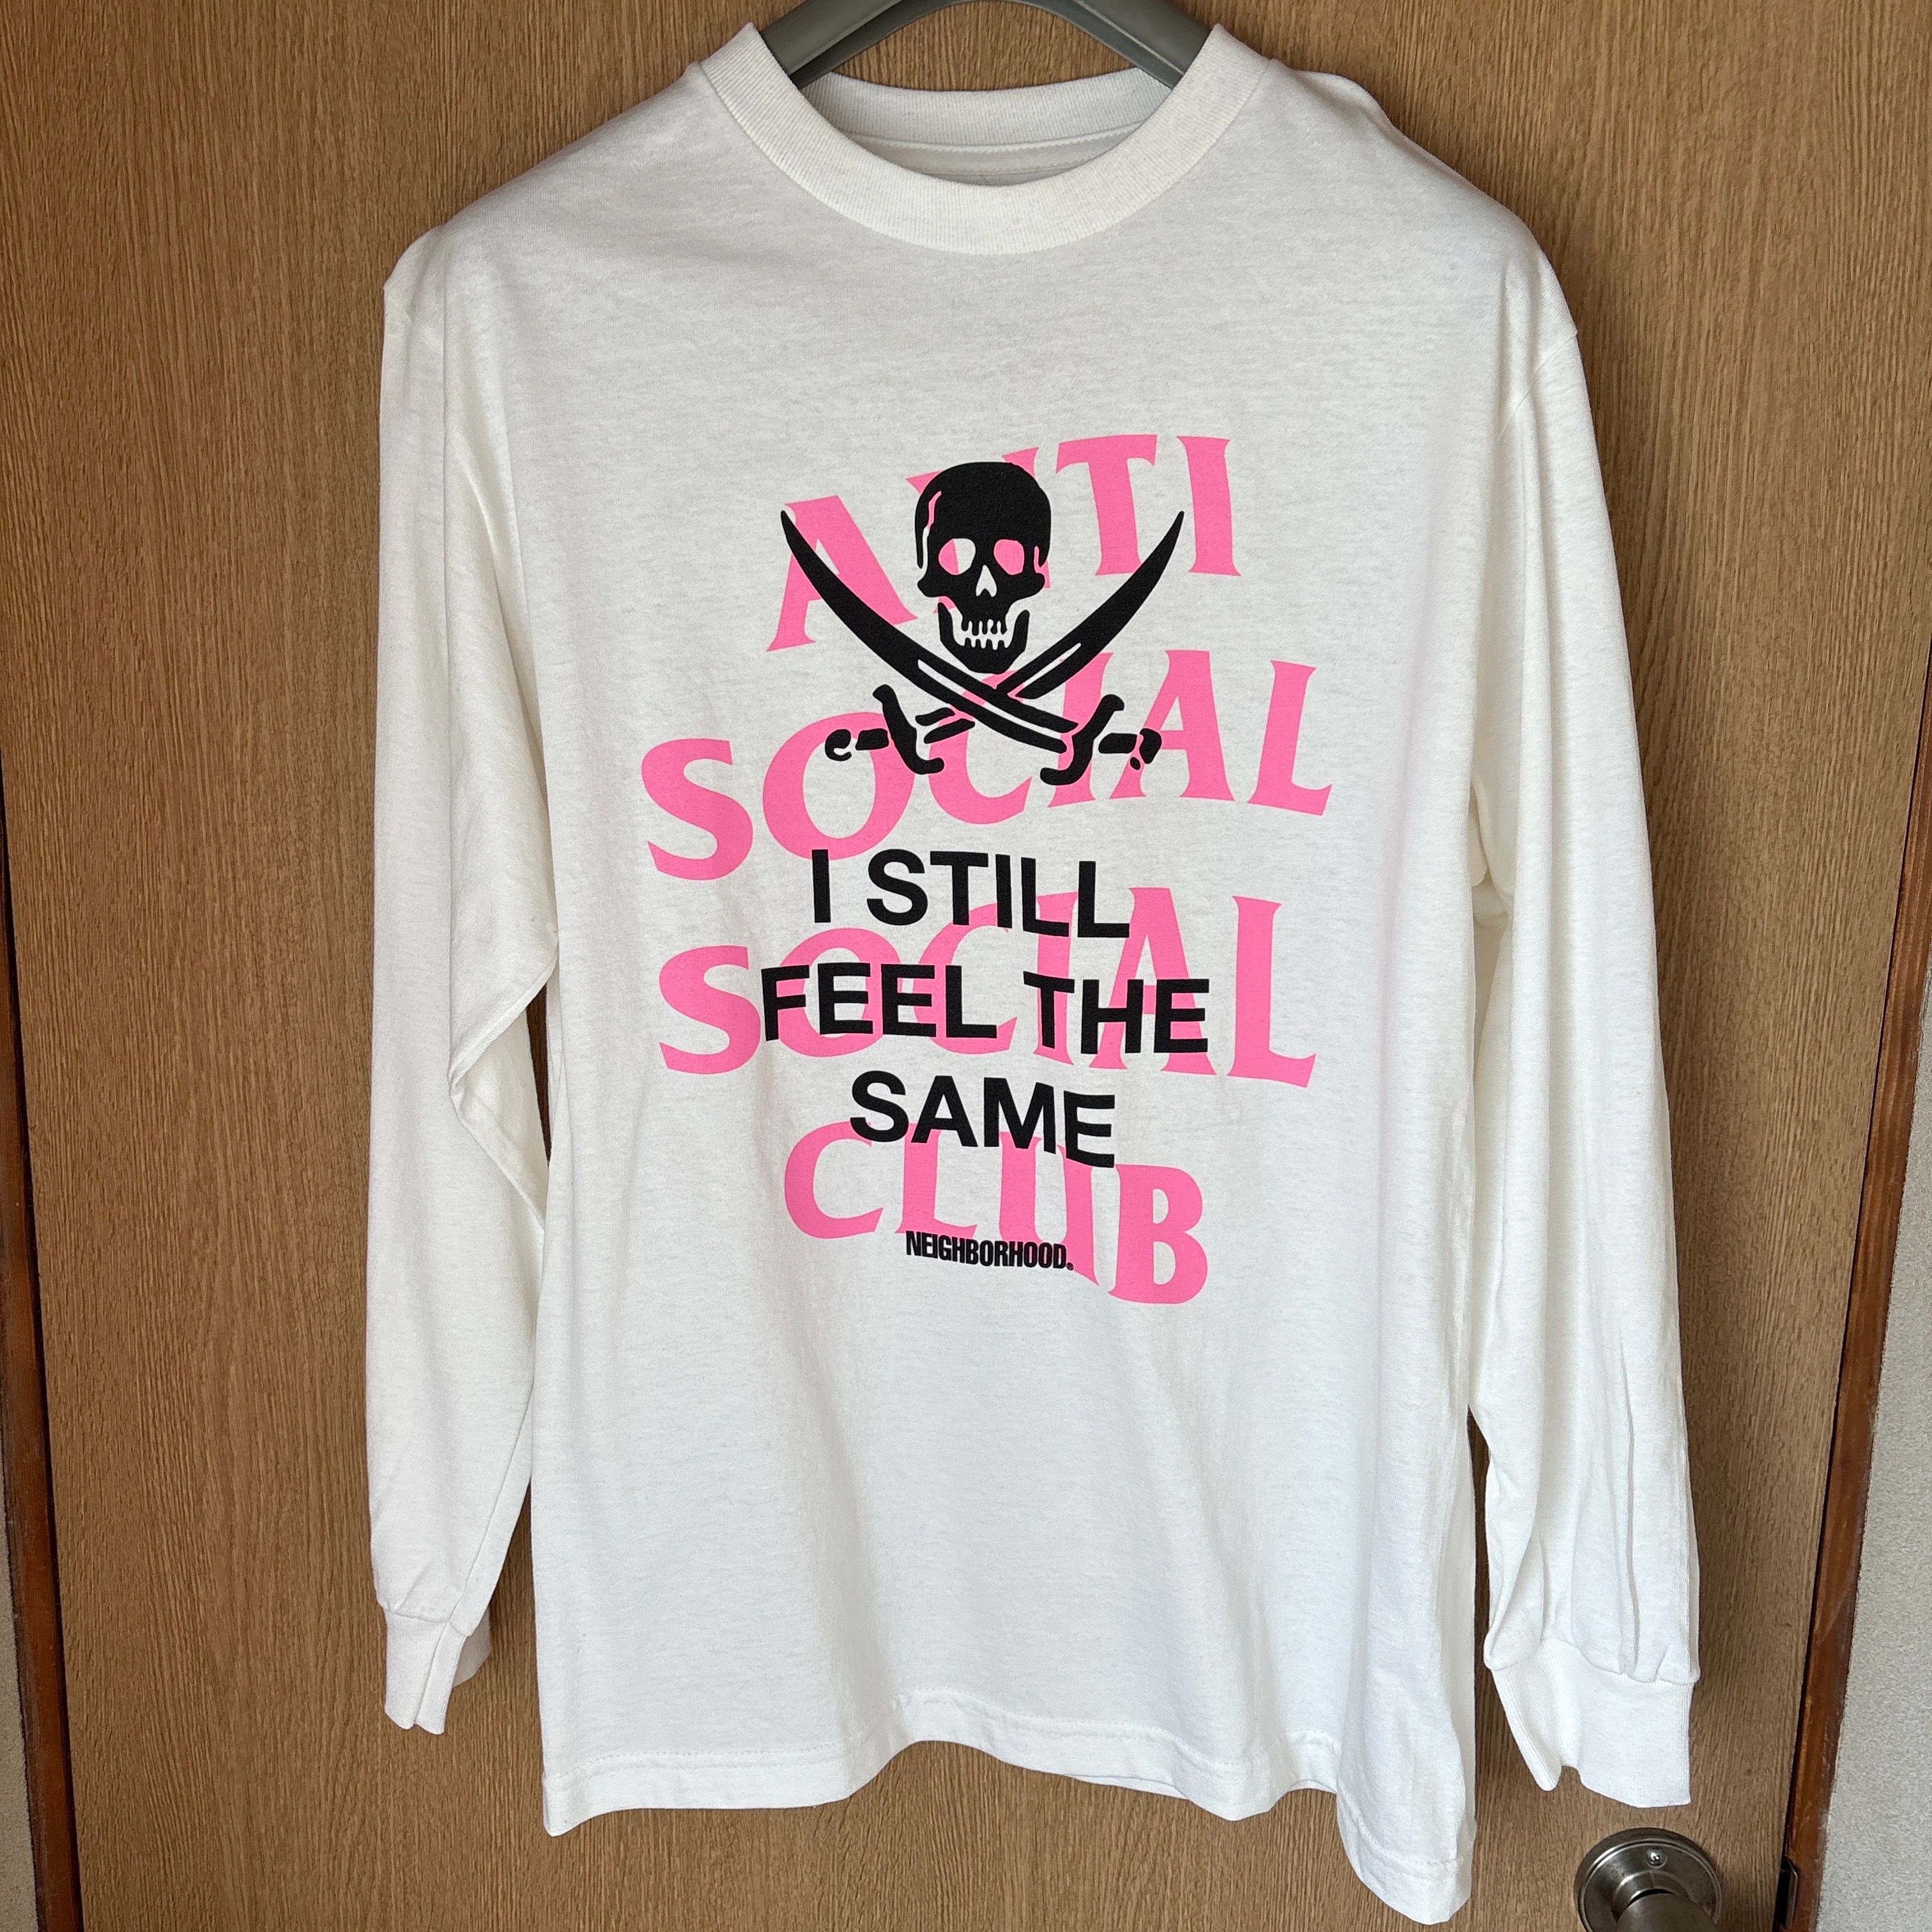 ANTI
SOCIAL
I STILL
SOCIAL
FEEL THE
SAME
CLUB
NEIGHBORHOOD®